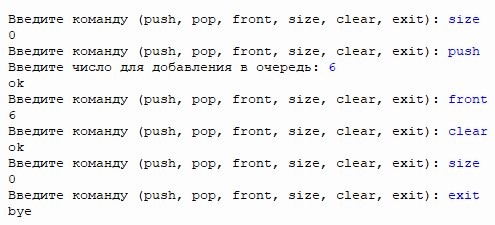 Введите команду (push, pop, front, size, clear, exit): size
0
Введите команду (push, pop, front, size, clear, exit): push
Введите число для добавления в очередь: 6
ok
Введите команду (push, pop, front, size, clear, exit): front
6
Введите команду (push, pop, front, size, clear, exit): clear
ok
Введите команду (push, pop, front, size, clear, exit): size
0
Введите команду (push, pop, front, size, clear, exit): exit
bye